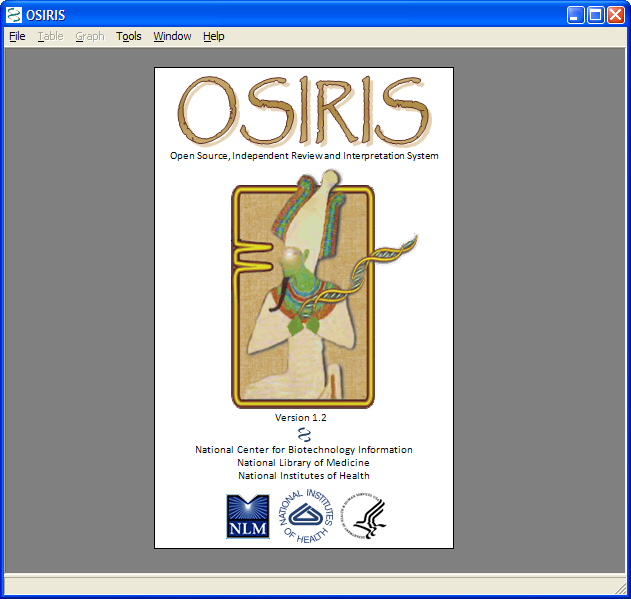 OSIRIS
File Table Graph Tools Window Help
OSIRIS
Open Source, Independent Review and Interpretation System
Version 1.2
National Center for Biotechnology Information
National Library of Medicine
National Institutes of Health
NLM
NATIONAL INSTITUTES
OF HEALTH